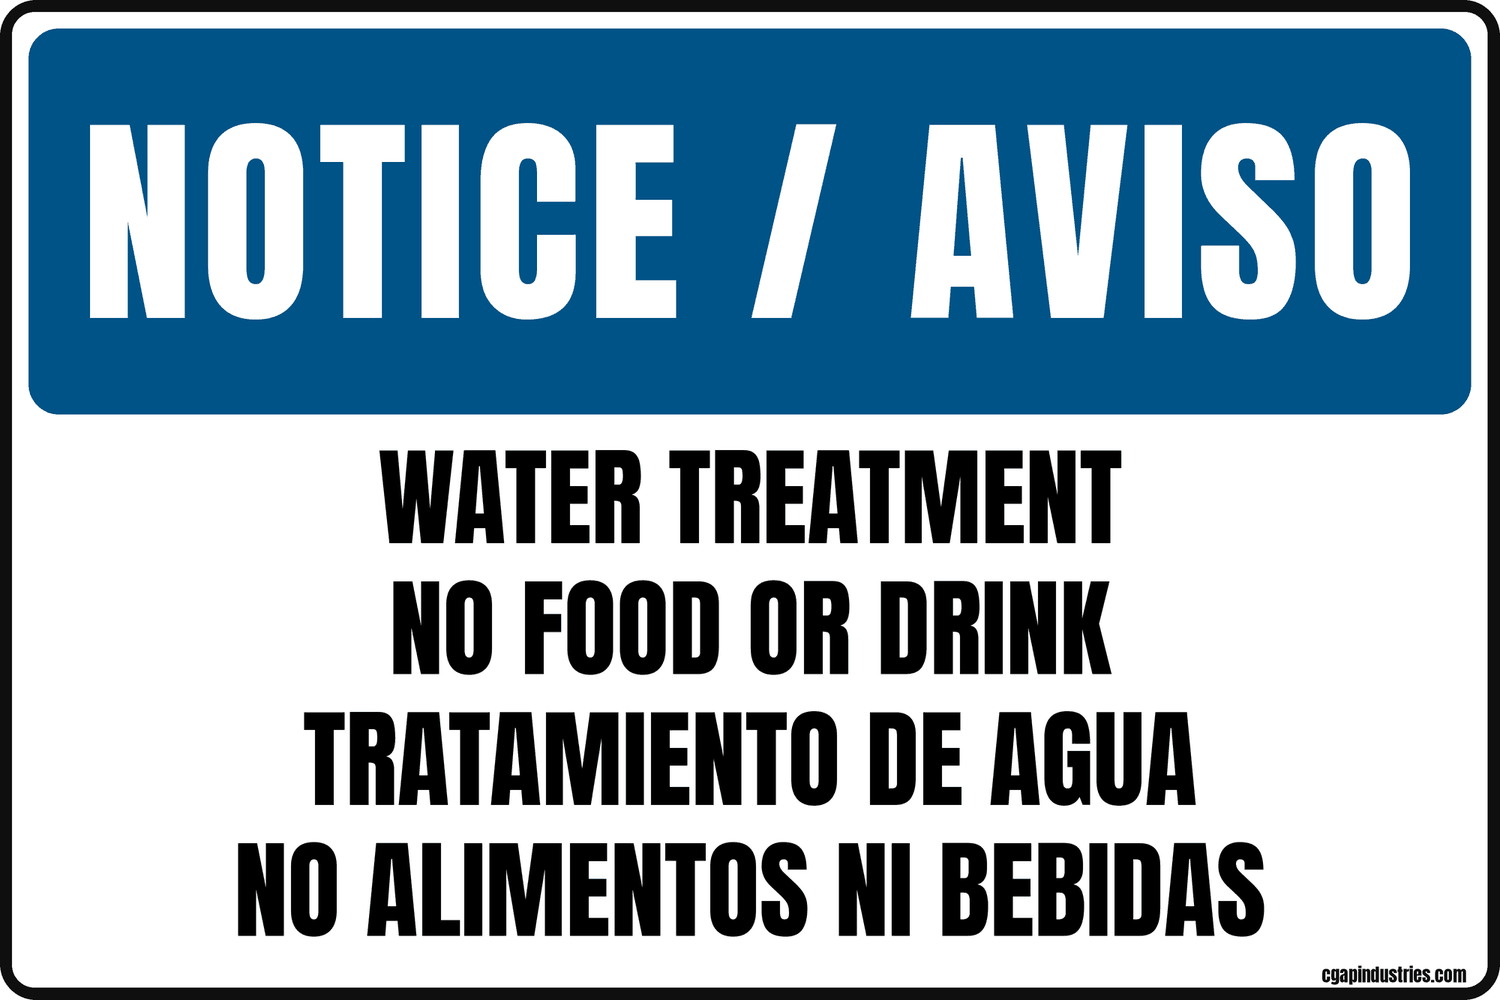 NOTICE / AVISO
WATER TREATMENT
NO FOOD OR DRINK
TRATAMIENTO DE AGUA
NO ALIMENTOS NI BEBIDAS
cgapindustries.com